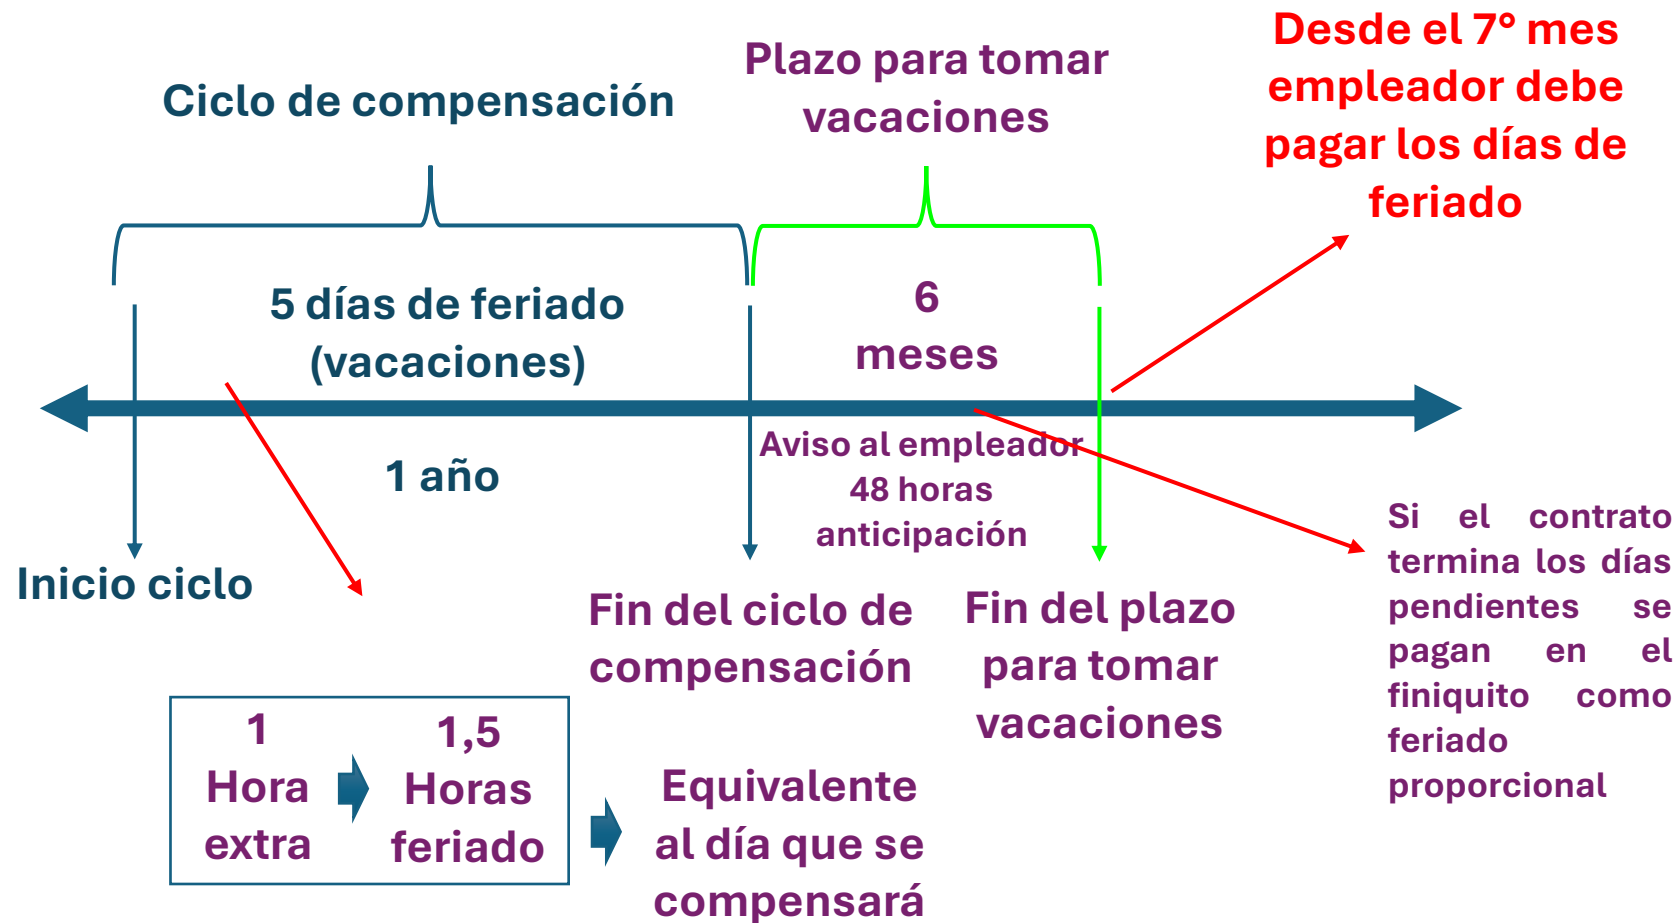 Ciclo de compensación
Plazo para tomar
vacaciones
Desde el 7° mes
empleador debe
pagar los días de
feriado
5 días de feriado
(vacaciones)
6
meses
1 año
Aviso al empleador
48 horas
anticipación
Inicio ciclo
Fin del ciclo de
compensación
Fin del plazo
para tomar
vacaciones
Si el contrato
termina los días
pendientes se
pagan en el
finiquito como
feriado
proporcional
1
Hora
extra
1,5
Horas
feriado
Equivalente
al día que se
compensará